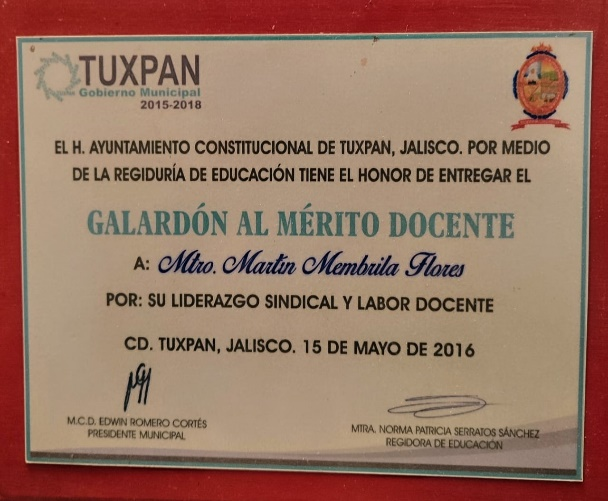 TUXPAN
Gobierno Municipal
2015-2018
EL H. AYUNTAMIENTO CONSTITUCIONAL DE TUXPAN, JALISCO. POR MEDIO
DE LA REGIDURÍA DE EDUCACIÓN TIENE EL HONOR DE ENTREGAR EL
GALARDÓN AL MÉRITO DOCENTE
A: Mtro. Martín Membrila Flores
POR: SU LIDERAZGO SINDICAL Y LABOR DOCENTE
CD. TUXPAN, JALISCO. 15 DE MAYO DE 2016
M.C.D. EDWIN ROMERO CORTÉS
PRESIDENTE MUNICIPAL
MTRA. NORMA PATRICIA SERRATOS SÁNCHEZ
REGIDORA DE EDUCACIÓN